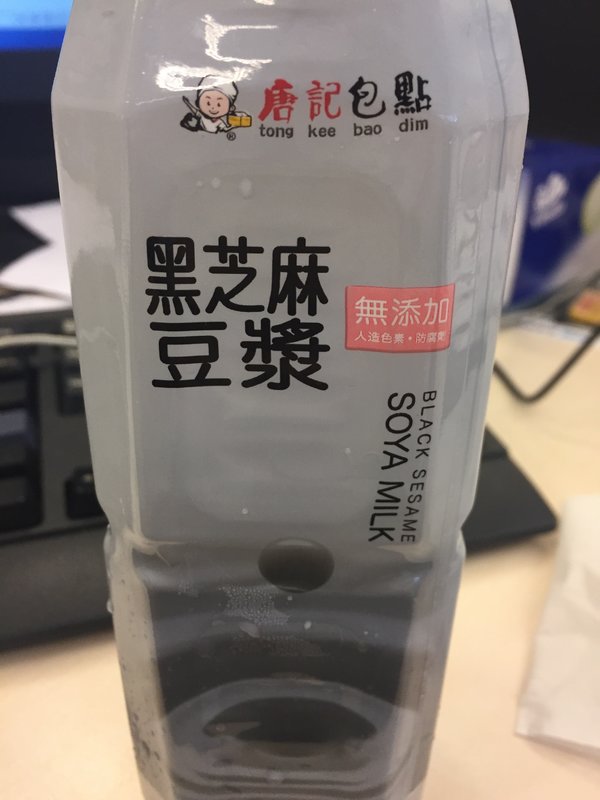 唐記包點
tong kee bao dim
®
黑芝麻
豆漿
無添加
人造色素・防腐劑
BLACK SESAME
SOYA MILK